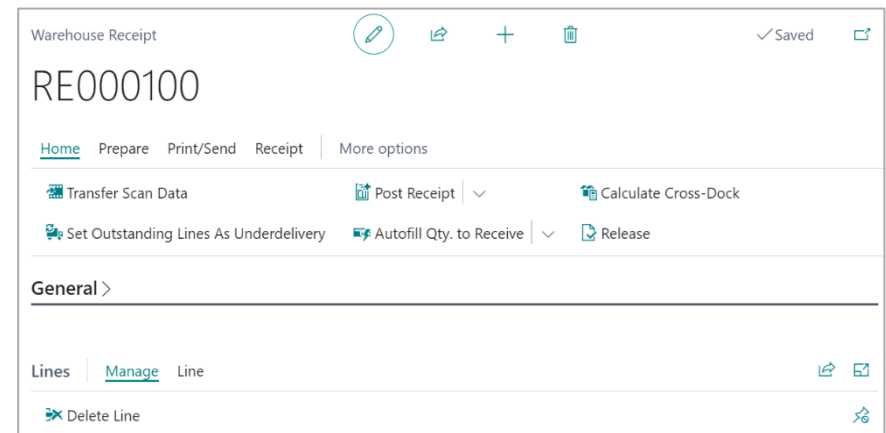 Warehouse Receipt
Saved
RE000100
Home Prepare Print/Send Receipt More options
Transfer Scan Data Post Receipt Calculate Cross-Dock
Set Outstanding Lines As Underdelivery Autofill Qty. to Receive Release
General
Lines Manage Line
Delete Line